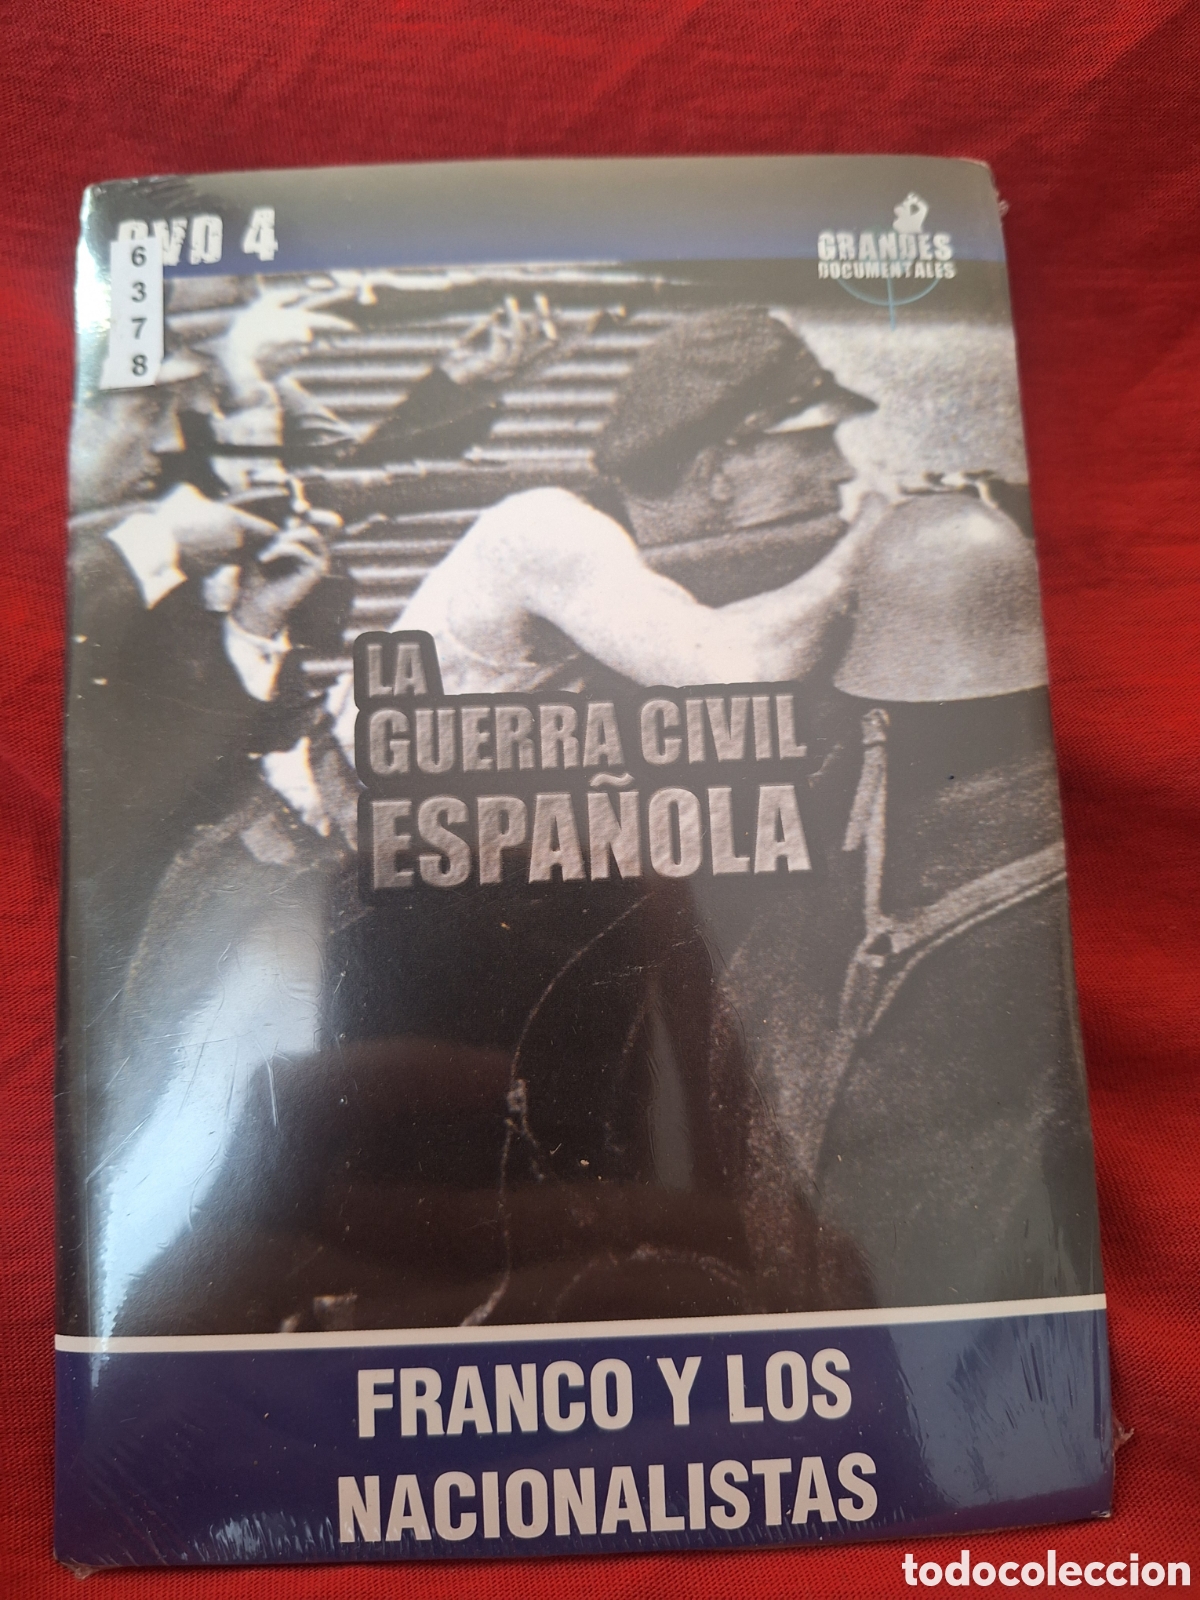 DVD 4
6
3
7
8
GRANDES
DOCUMENTALES
LA
GUERRA CIVIL
ESPAÑOLA
FRANCO Y LOS
NACIONALISTAS
todocoleccion